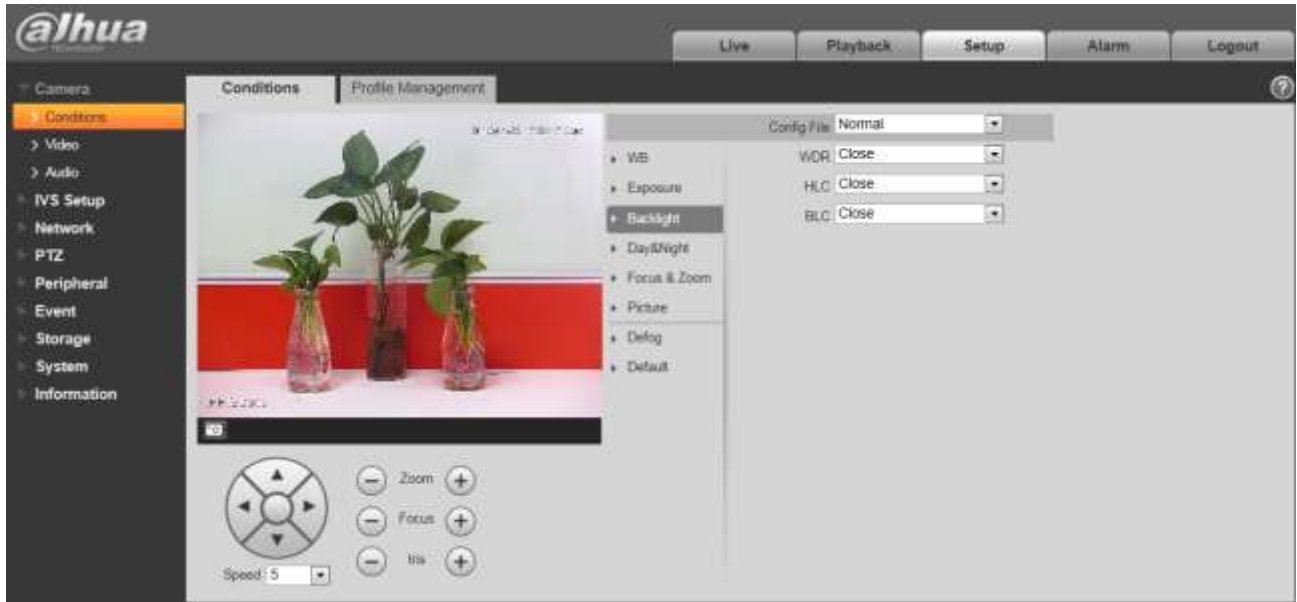 alhua
TECHNOLOGY
Live
Playback
Setup
Alarm
Logout
Camera
Conditions
Video
Audio
IVS Setup
Network
PTZ
Peripheral
Event
Storage
System
Information
Conditions
Profile Management
?
WB
Exposure
Backlight
Day&Night
Focus & Zoom
Picture
Defog
Default
Config File Normal
WDR Close
HLC Close
BLC Close
Zoom
Focus
Iris
Speed 5